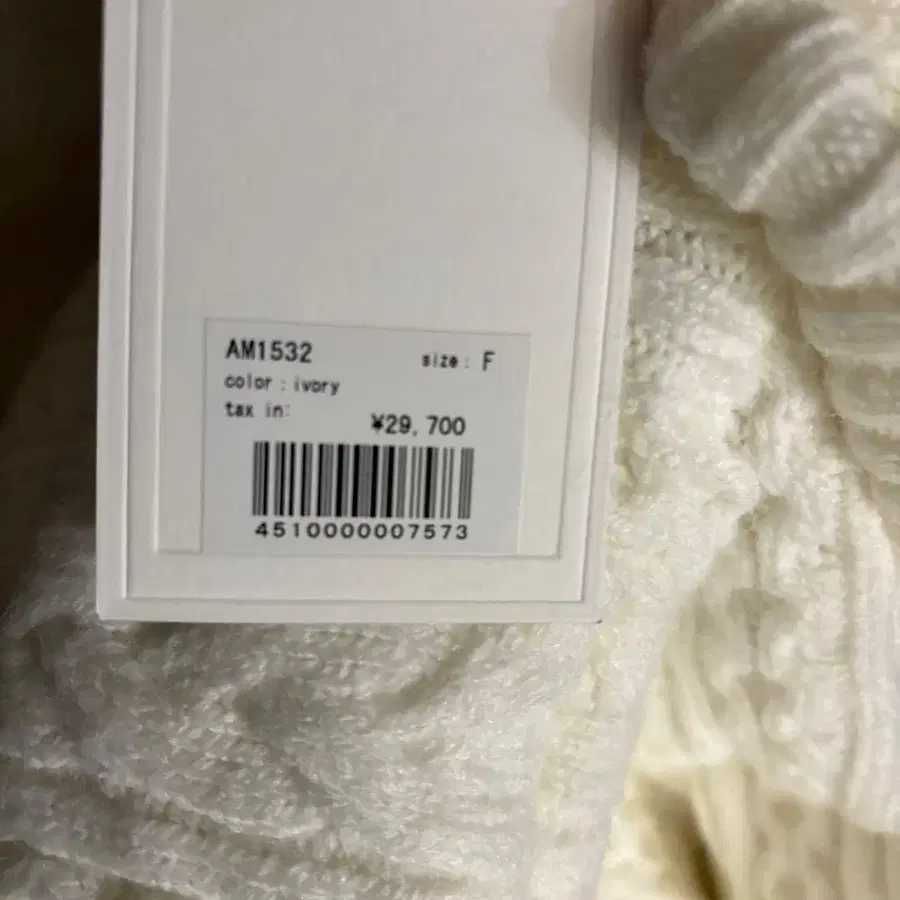 AM1532 size: F
color : ivory
tax in:
¥29,700
4510000007573